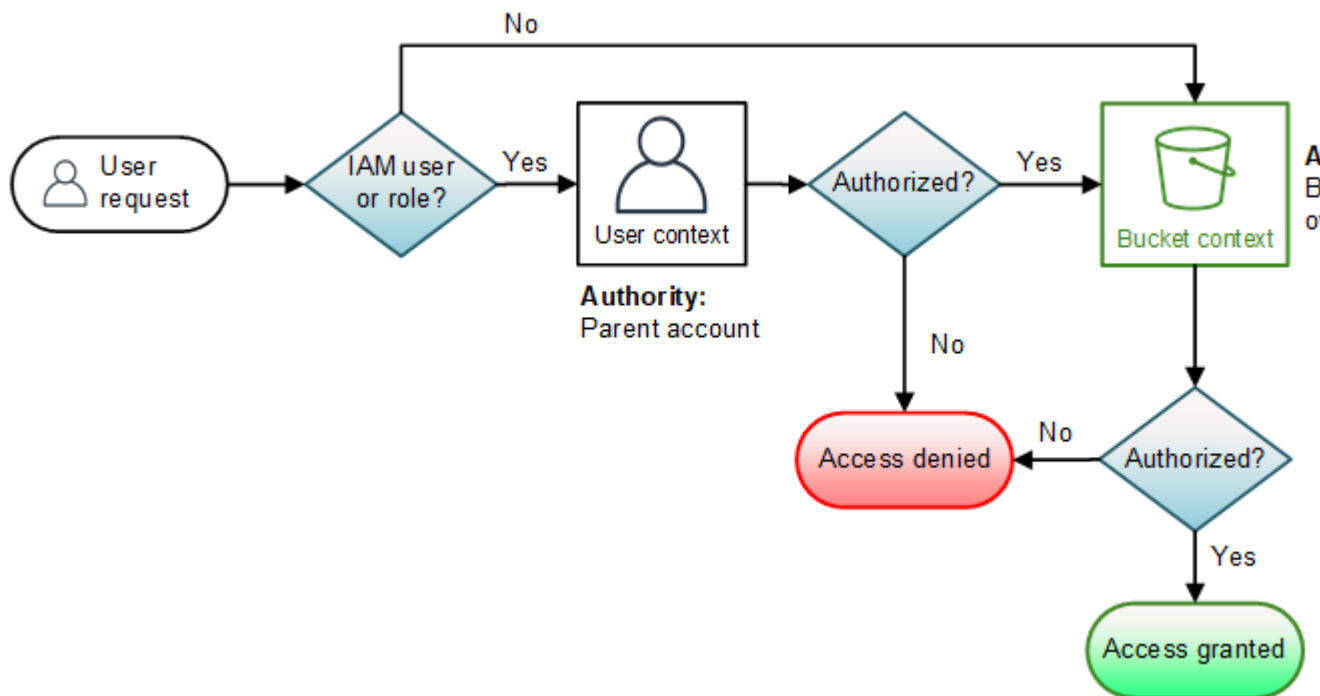 No
User
request
IAM user
or role?
Yes
User context
Authority:
Parent account
Authorized?
Yes
Bucket context
No
Access denied
No
Authorized?
Yes
Access granted